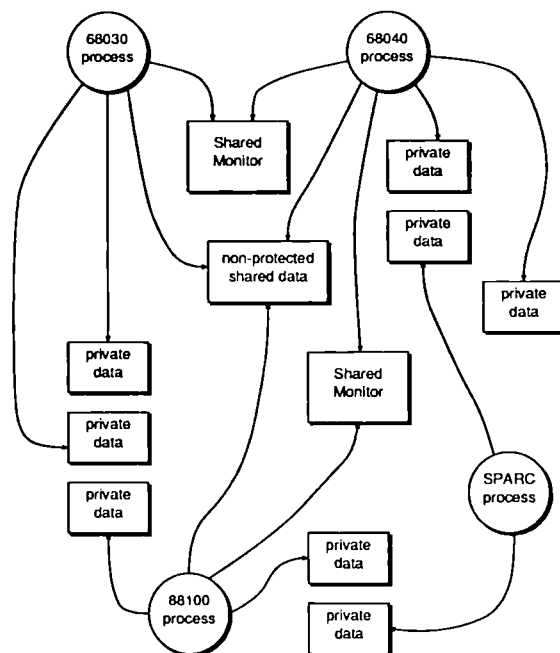 68030
process
68040
process
Shared
Monitor
private
data
private
data
non-protected
shared data
private
data
private
data
Shared
Monitor
private
data
private
data
SPARC
process
private
data
88100
process
private
data